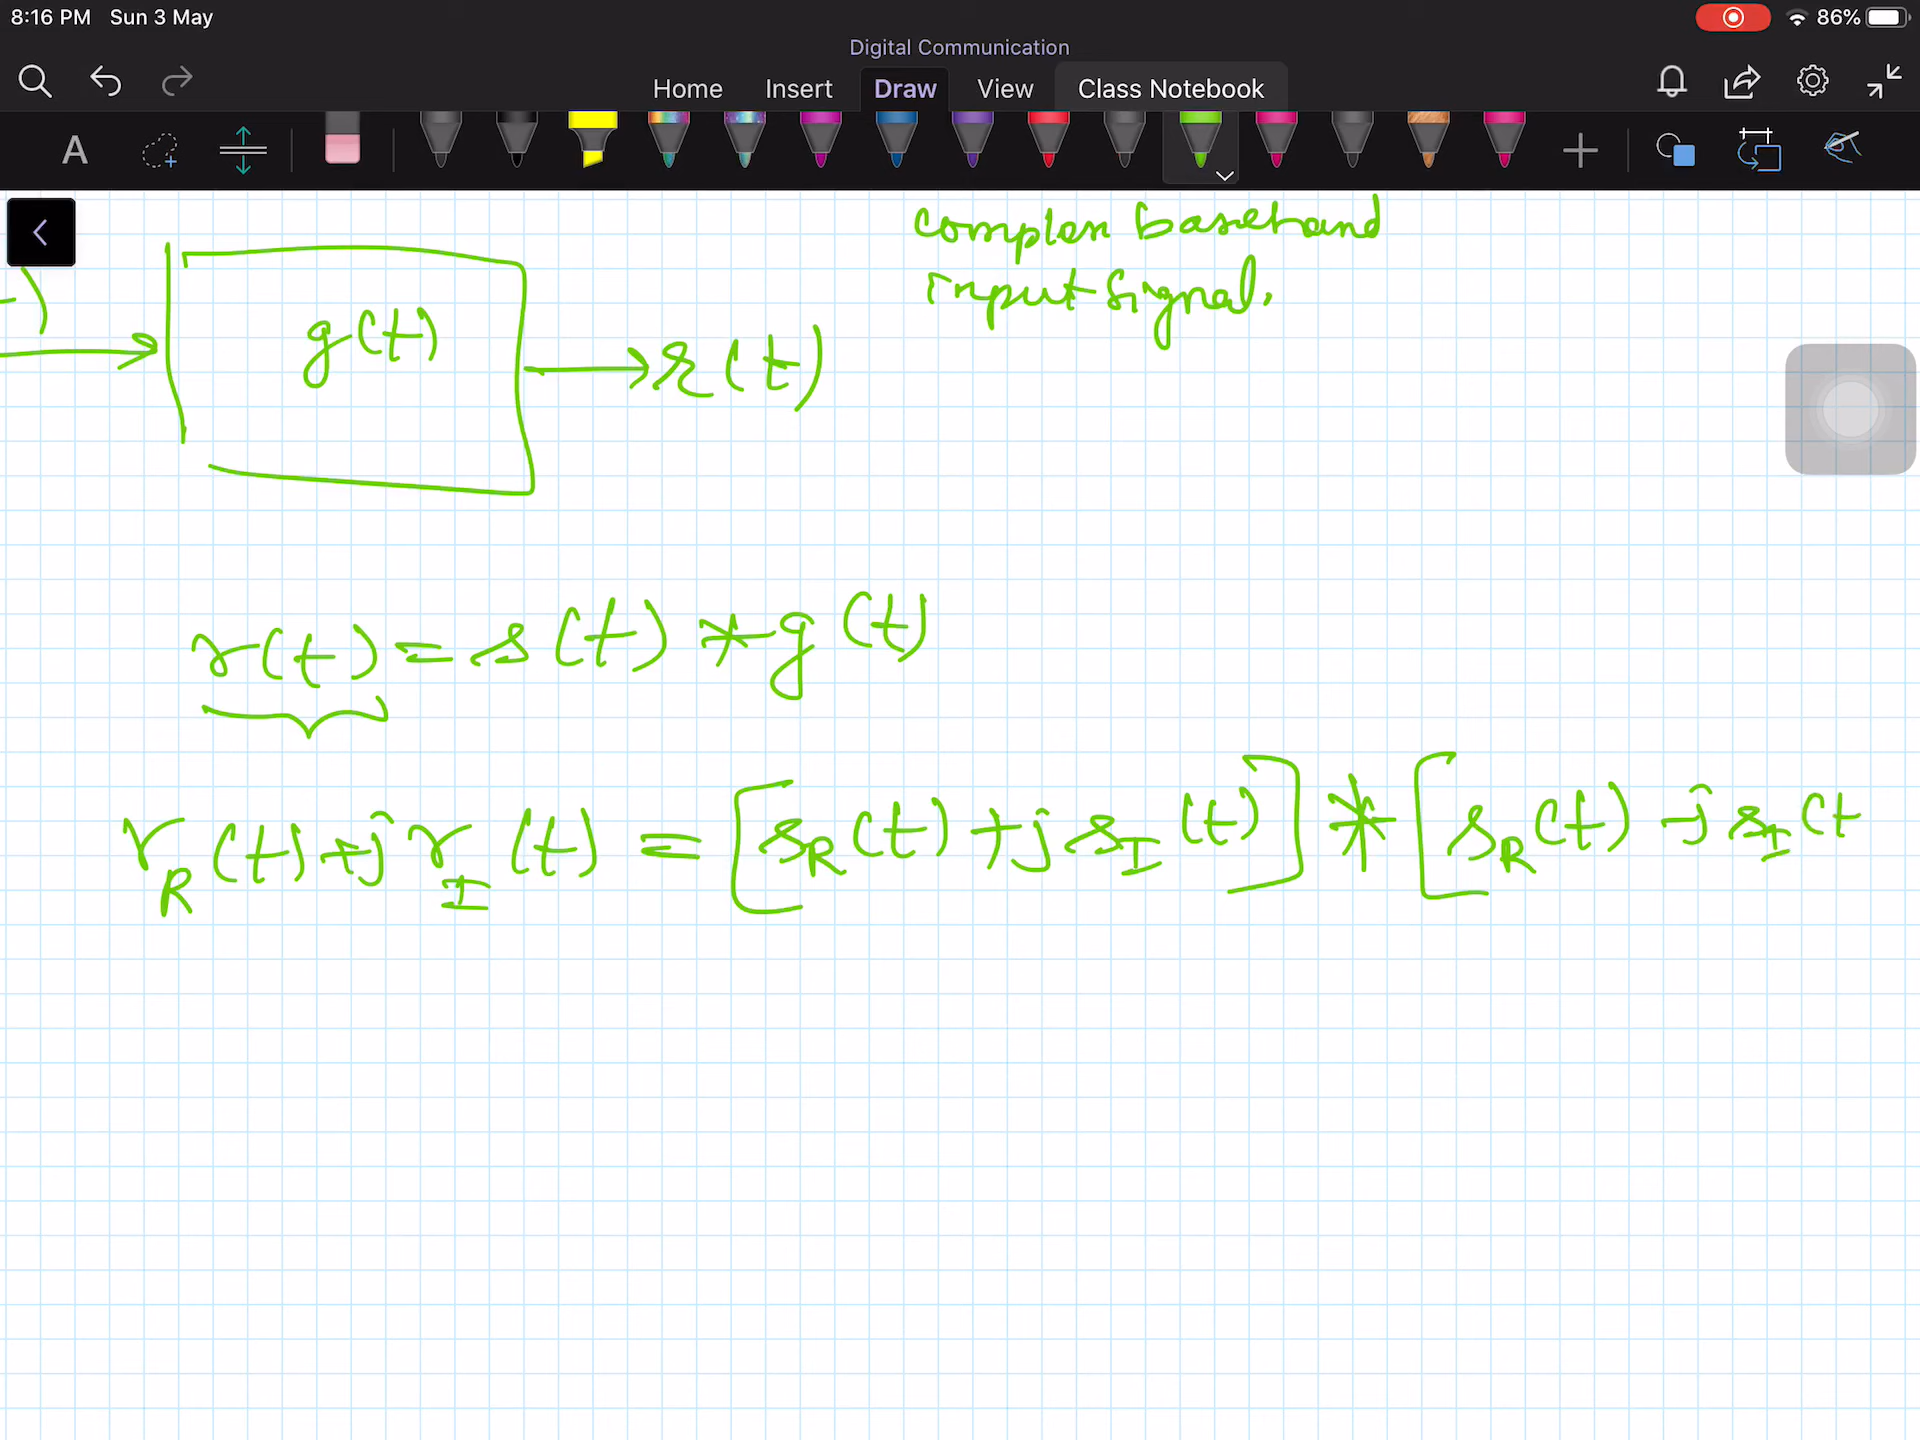 8:16 PM Sun 3 May 86%
Digital Communication
Home Insert Draw View Class Notebook
A
complex baseband
input signal.
g(t)
r(t)
r(t) = s(t) * g(t)
r_R(t) + j r_I(t) = [s_R(t) + j s_I(t)] * [s_R(t) - j s_I(t